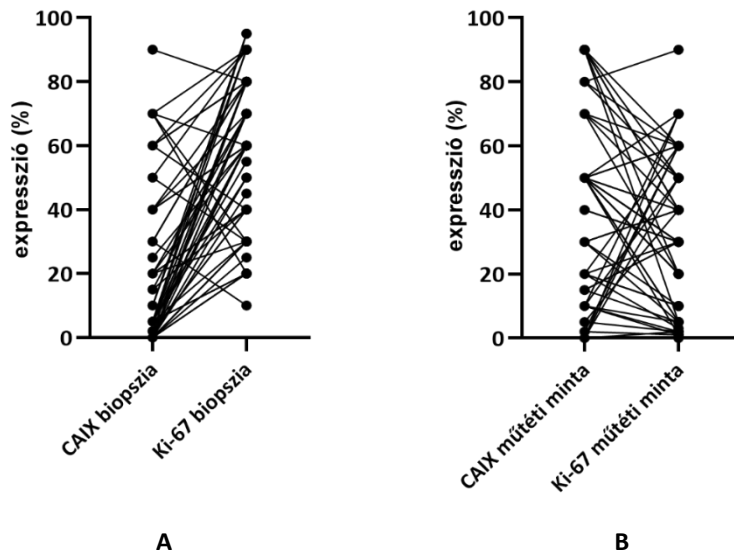 expresszió (%)
100
80
60
40
20
0
CAIX biopszia
Ki-67 biopszia
A
expresszió (%)
100
80
60
40
20
0
CAIX műtéti minta
Ki-67 műtéti minta
B